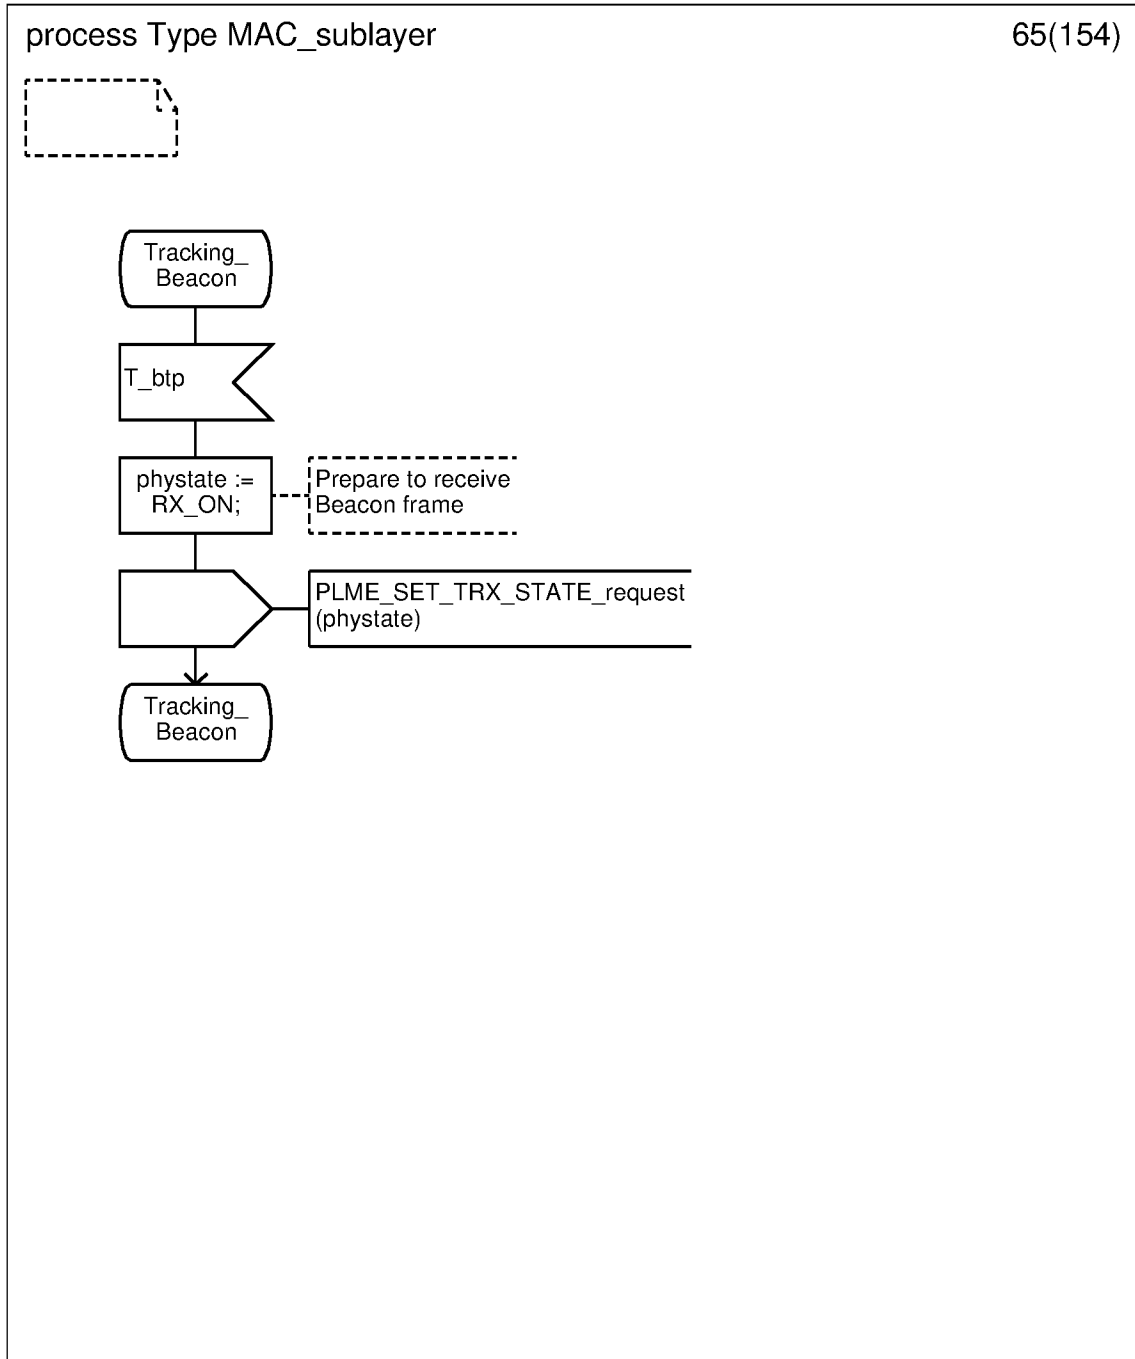 process Type MAC_sublayer
65(154)
Tracking_
Beacon
T_btp
phystate :=
RX_ON;
Prepare to receive
Beacon frame
PLME_SET_TRX_STATE_request
(phystate)
Tracking_
Beacon